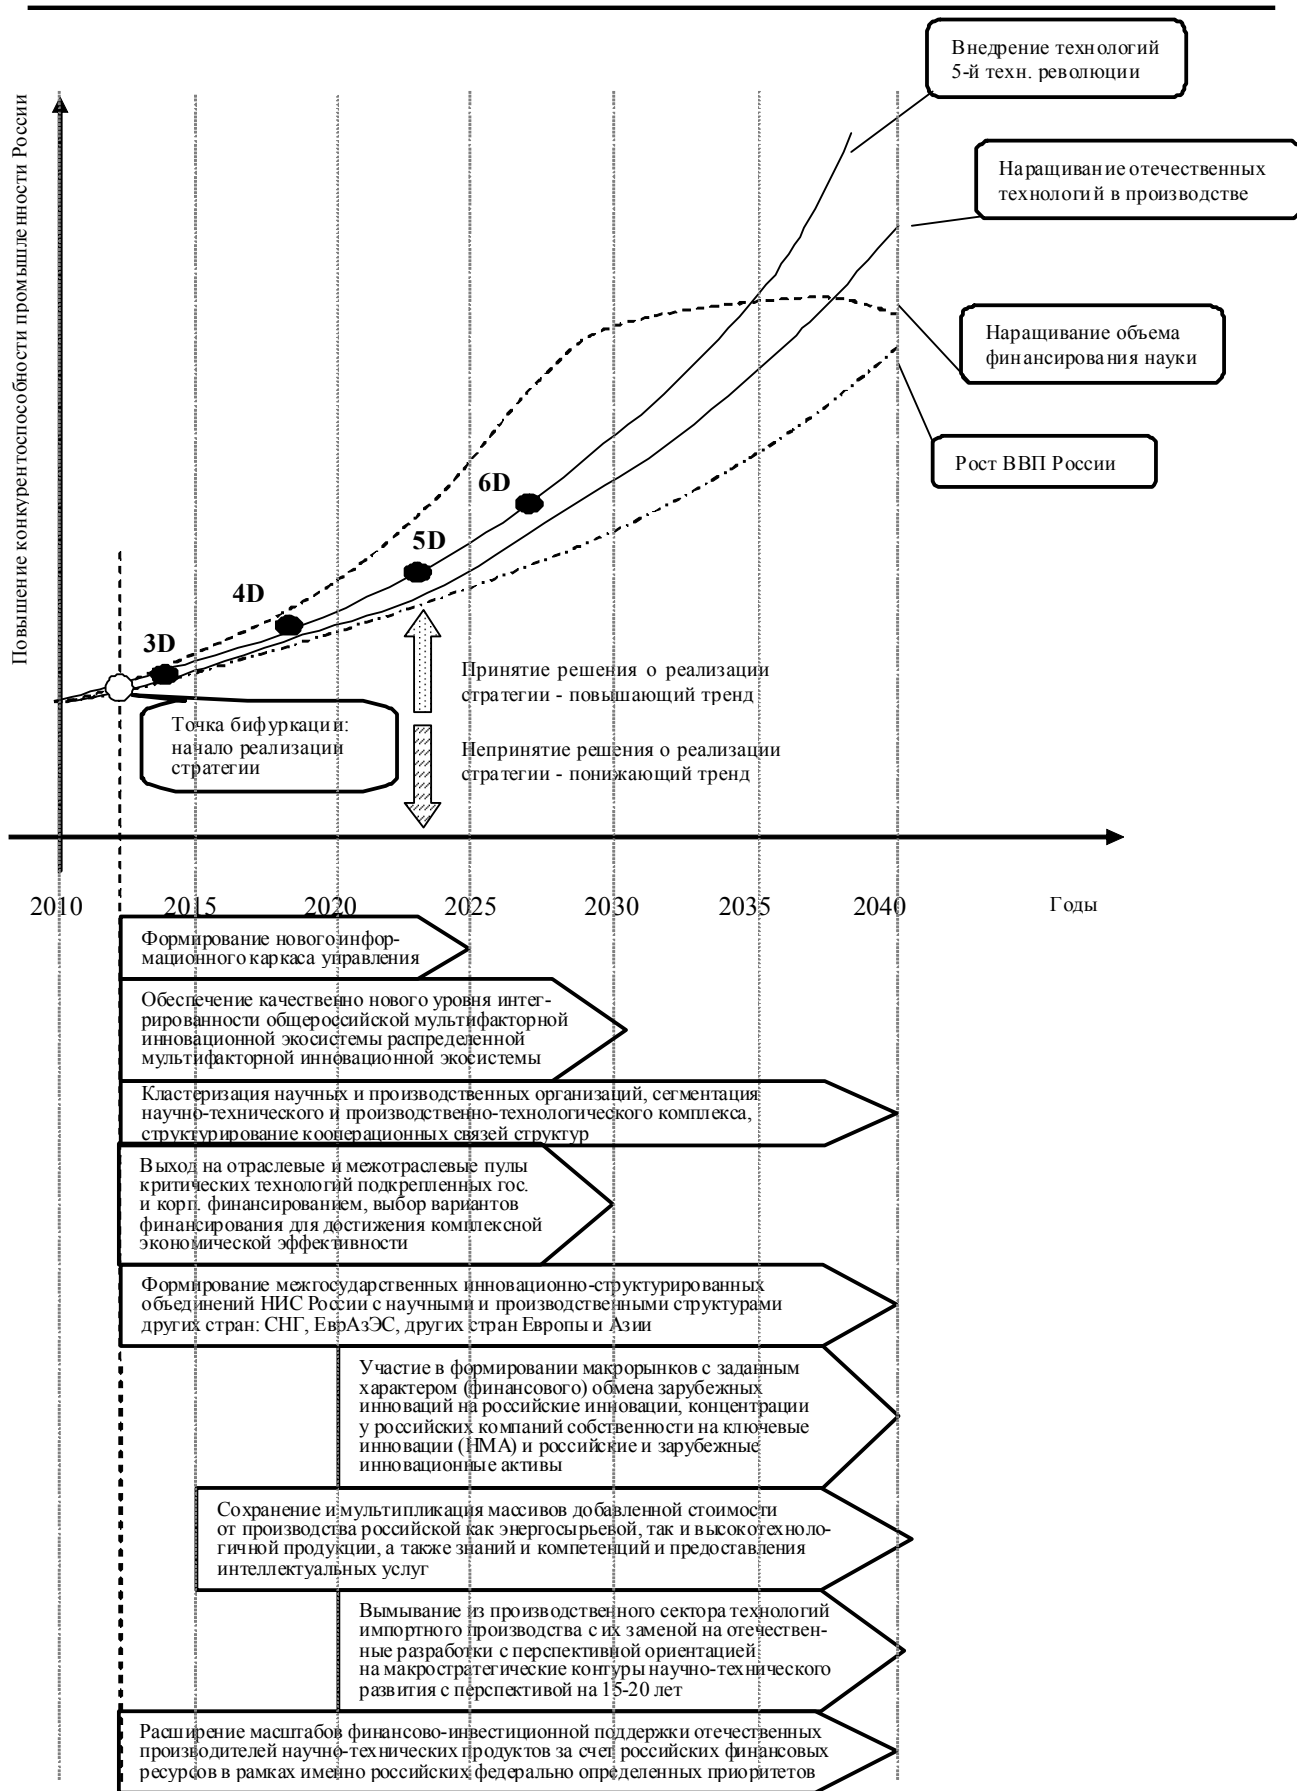 Внедрение технологий
5-й техн. революции
Повышение конкурентоспособности промышленности России
Наращивание отечественных
технологий в производстве
Наращивание объема
финансирования науки
Рост ВВП России
6D
5D
4D
3D
Принятие решения о реализации
стратегии - повышающий тренд
Точка бифуркации:
начало реализации
стратегии
Непринятие решения о реализации
стратегии - понижающий тренд
2010 2015 2020 2025 2030 2035 2040 Годы
Формирование нового инфор-
мационного каркаса управления
Обеспечение качественно нового уровня интег-
рированности общероссийской мультифакторной
инновационной экосистемы распределенной
мультифакторной инновационной экосистемы
Кластеризация научных и производственных организаций, сегментация
научно-технического и производственно-технологического комплекса,
структурирование кооперационных связей структур
Выход на отраслевые и межотраслевые пулы
критических технологий подкрепленных гос.
и корп. финансированием, выбор вариантов
финансирования для достижения комплексной
экономической эффективности
Формирование межгосударственных инновационно-структурированных
объединений НИС России с научными и производственными структурами
других стран: СНГ, ЕврАзЭС, других стран Европы и Азии
Участие в формировании макрорынков с заданным
характером (финансового) обмена зарубежных
инноваций на российские инновации, концентрации
у российских компаний собственности на ключевые
инновации (НМА) и российские и зарубежные
инновационные активы
Сохранение и мультипликация массивов добавленной стоимости
от производства российской как энергосырьевой, так и высокотехноло-
гичной продукции, а также знаний и компетенций и предоставления
интеллектуальных услуг
Вымывание из производственного сектора технологий
импортного производства с их заменой на отечествен-
ные разработки с перспективной ориентацией
на макростратегические контуры научно-технического
развития с перспективой на 15-20 лет
Расширение масштабов финансово-инвестиционной поддержки отечественных
производителей научно-технических продуктов за счет российских финансовых
ресурсов в рамках именно российских федерально определенных приоритетов